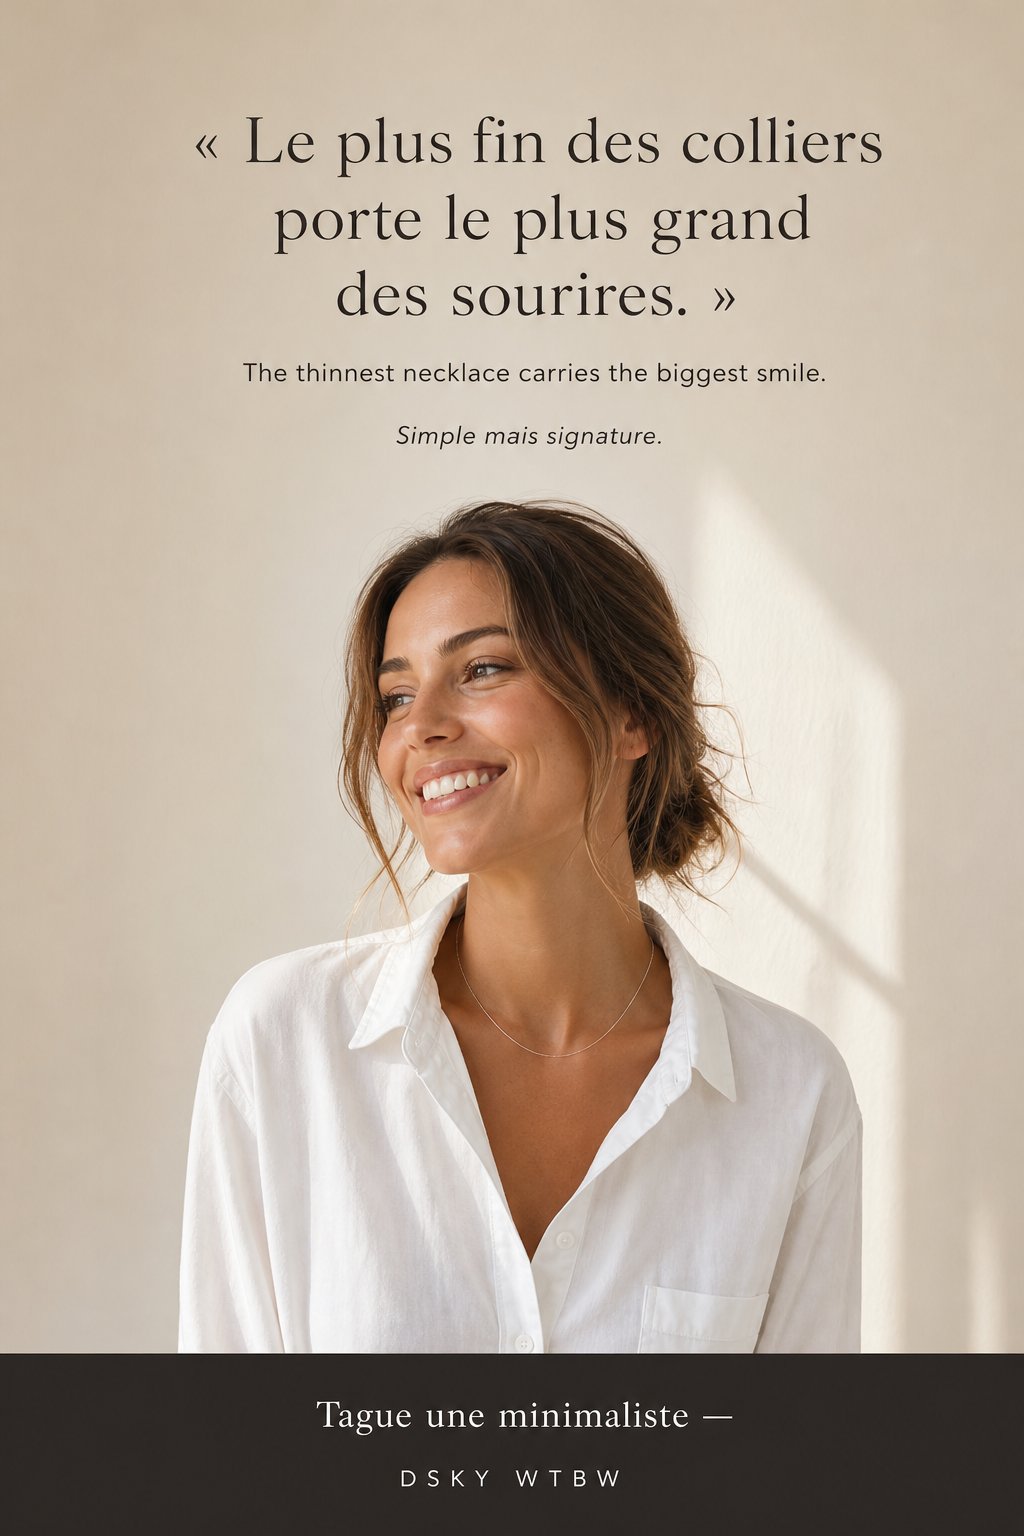 « Le plus fin des colliers
porte le plus grand
des sourires. »
The thinnest necklace carries the biggest smile.
Simple mais signature.
Tague une minimaliste —
DSKY WTBW